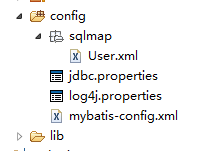 config
sqlmap
User.xml
jdbc.properties
log4j.properties
mybatis-config.xml
lib